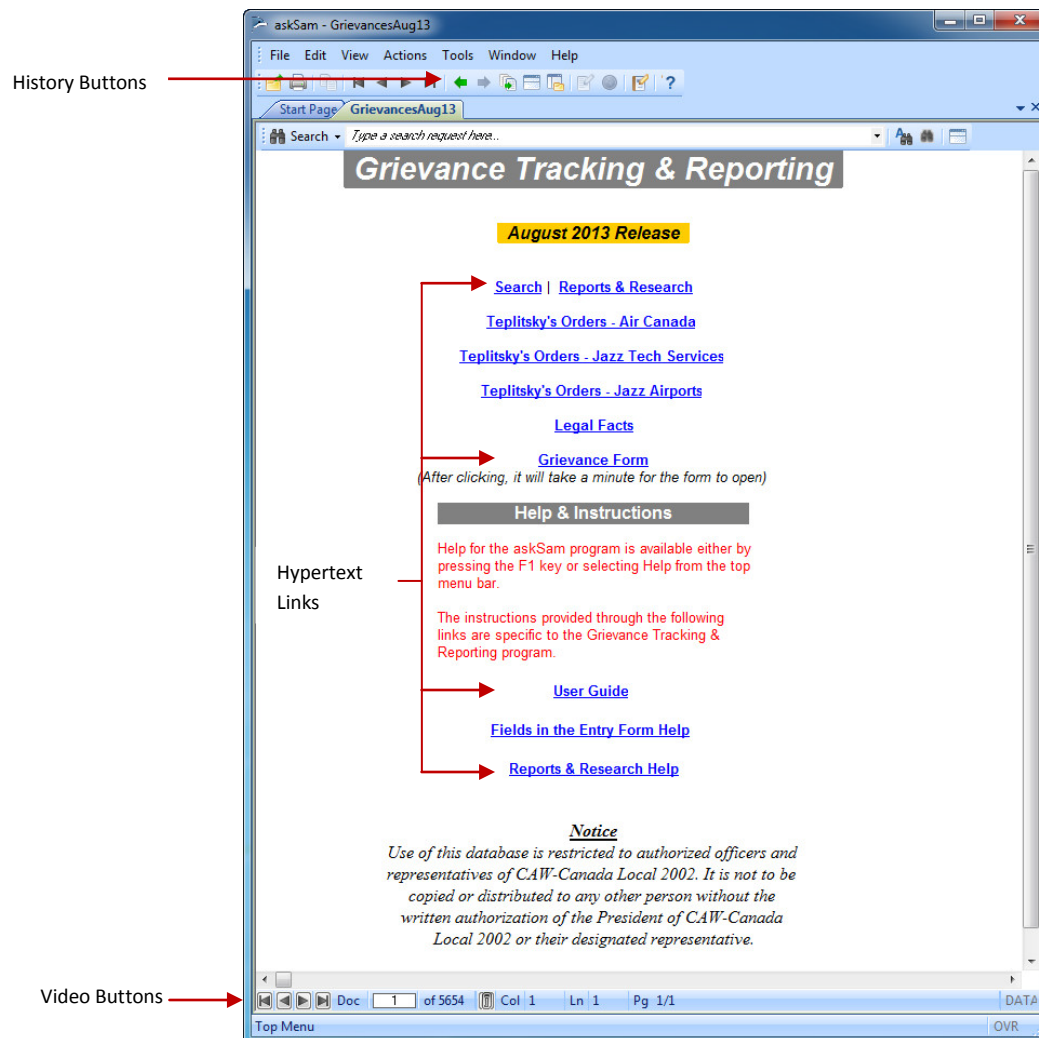 askSam - GrievancesAug13
File Edit View Actions Tools Window Help
History Buttons
Start Page GrievancesAug13
Search Type a search request here...
Grievance Tracking & Reporting
August 2013 Release
Search | Reports & Research
Teplitsky's Orders - Air Canada
Teplitsky's Orders - Jazz Tech Services
Teplitsky's Orders - Jazz Airports
Legal Facts
Grievance Form
(After clicking, it will take a minute for the form to open)
Help & Instructions
Help for the askSam program is available either by
pressing the F1 key or selecting Help from the top
menu bar.
Hypertext
Links
The instructions provided through the following
links are specific to the Grievance Tracking &
Reporting program.
User Guide
Fields in the Entry Form Help
Reports & Research Help
Notice
Use of this database is restricted to authorized officers and
representatives of CAW-Canada Local 2002. It is not to be
copied or distributed to any other person without the
written authorization of the President of CAW-Canada
Local 2002 or their designated representative.
Video Buttons
Doc 1 of 5654 Col 1 Ln 1 Pg 1/1 DATA
Top Menu OVR